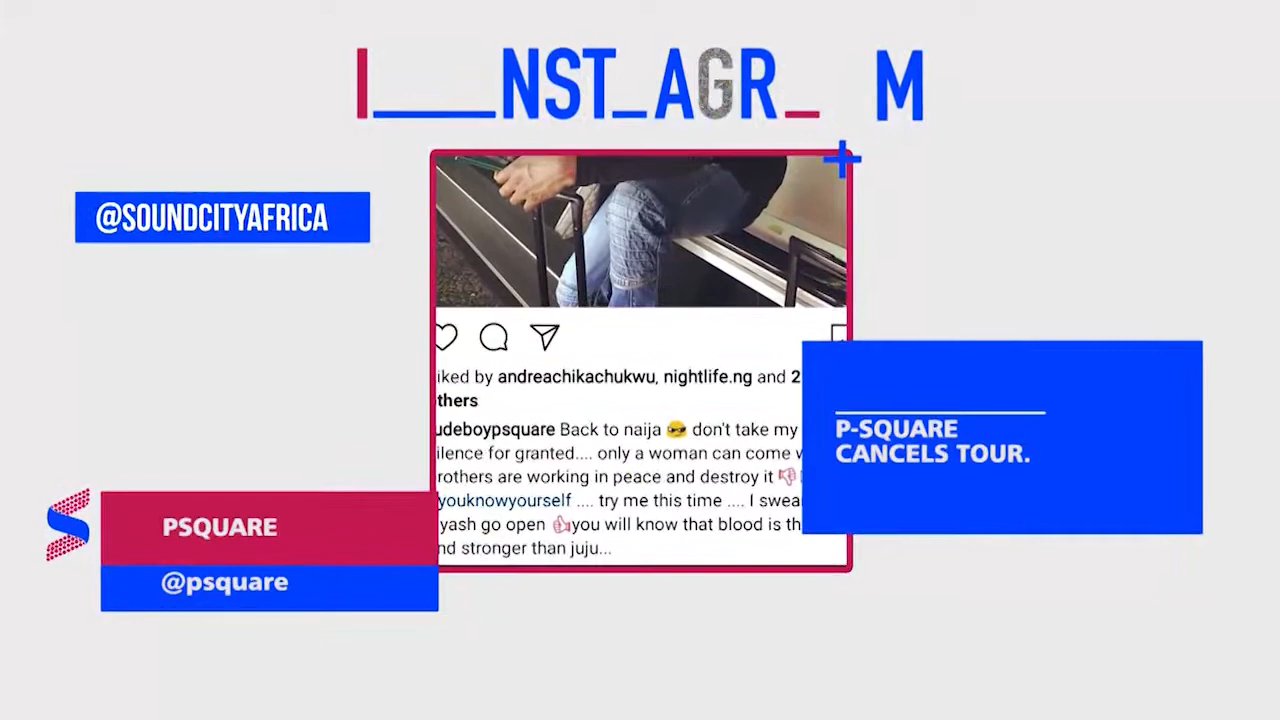 I___NST_AGR_ M
@SOUNDCITYAFRICA
iked by andreachikachukwu, nightlife.ng and 2
thers
udeboypsquare Back to naija 😎 don't take my
ilence for granted.... only a woman can come w
rothers are working in peace and destroy it 👎
youknowyourself .... try me this time .... I swea
yash go open 👍you will know that blood is th
nd stronger than juju...
P-SQUARE
CANCELS TOUR.
PSQUARE
@psquare